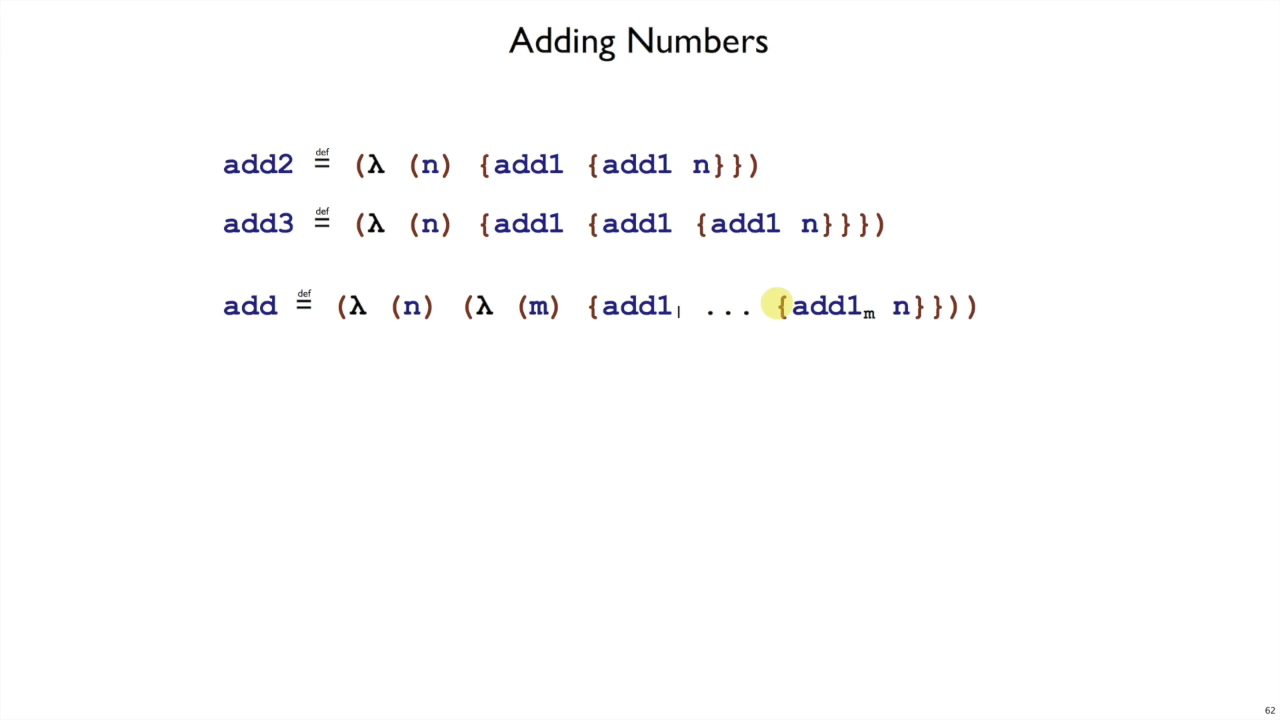 Adding Numbers
add2 ≝ (λ (n) {add1 {add1 n}})
add3 ≝ (λ (n) {add1 {add1 {add1 n}}})
add ≝ (λ (n) (λ (m) {add1₁ ... {add1ₘ n}}))
62